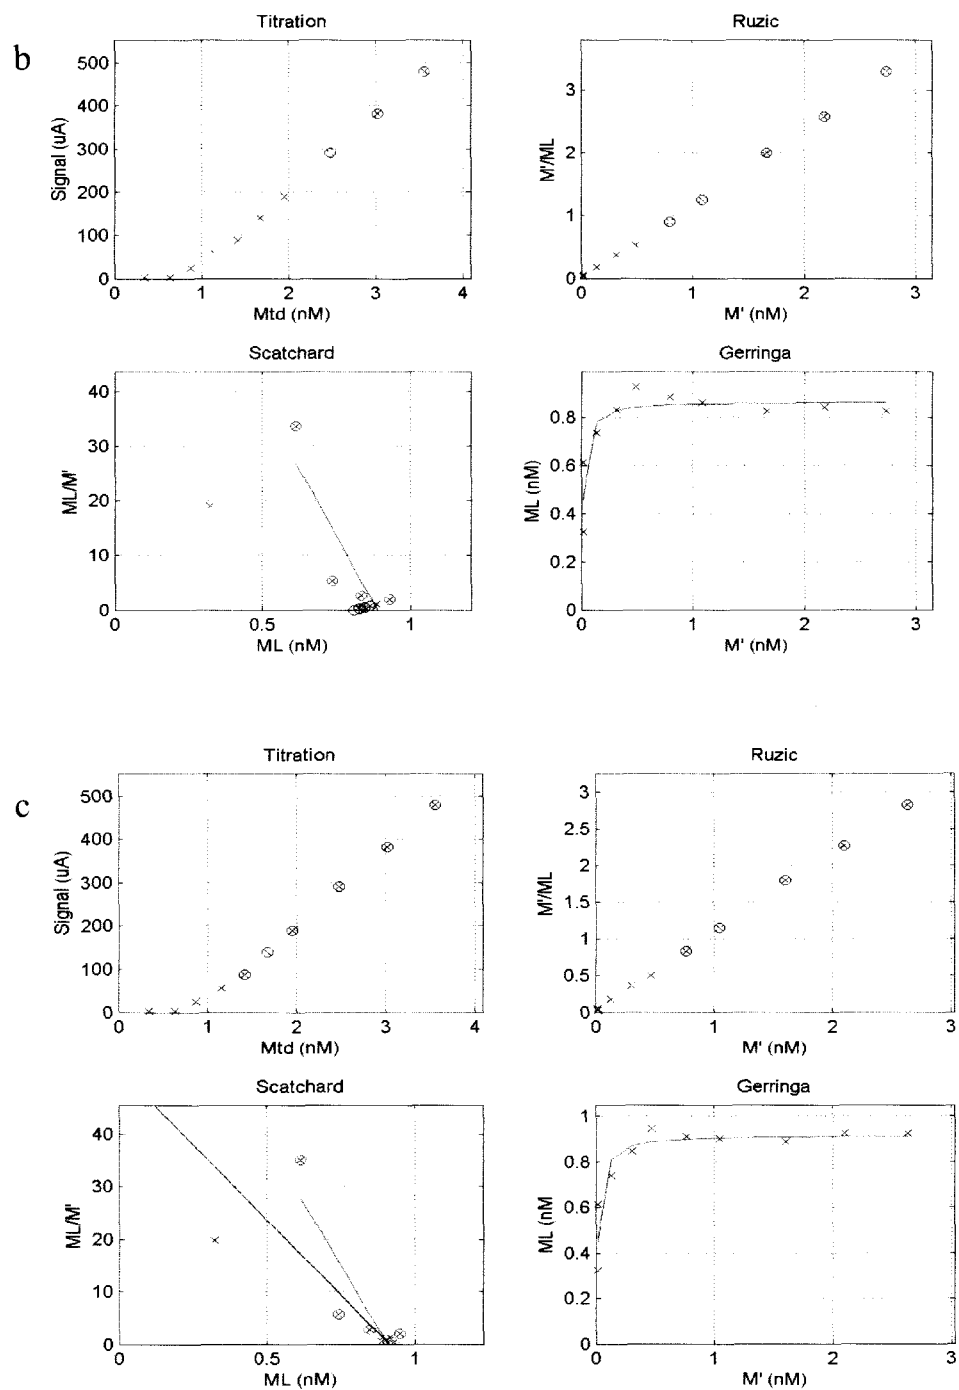 b
Titration
Ruzic
Signal (uA)
500
400
300
200
100
0
0 1 2 3 4
Mtd (nM)
M'/ML
3
2
1
0
0 1 2 3
M' (nM)
Scatchard
Gerringa
ML/M'
40
30
20
10
0
0.5 1
ML (nM)
ML (nM)
0.8
0.6
0.4
0.2
0
0 1 2 3
M' (nM)
c
Titration
Ruzic
Signal (uA)
500
400
300
200
100
0
0 1 2 3 4
Mtd (nM)
M'/ML
3
2.5
2
1.5
1
0.5
0
0 1 2 3
M' (nM)
Scatchard
Gerringa
ML/M'
40
30
20
10
0
0 0.5 1
ML (nM)
ML (nM
1
0.8
0.6
0.4
0.2
0
0 1 2 3
M' (nM)